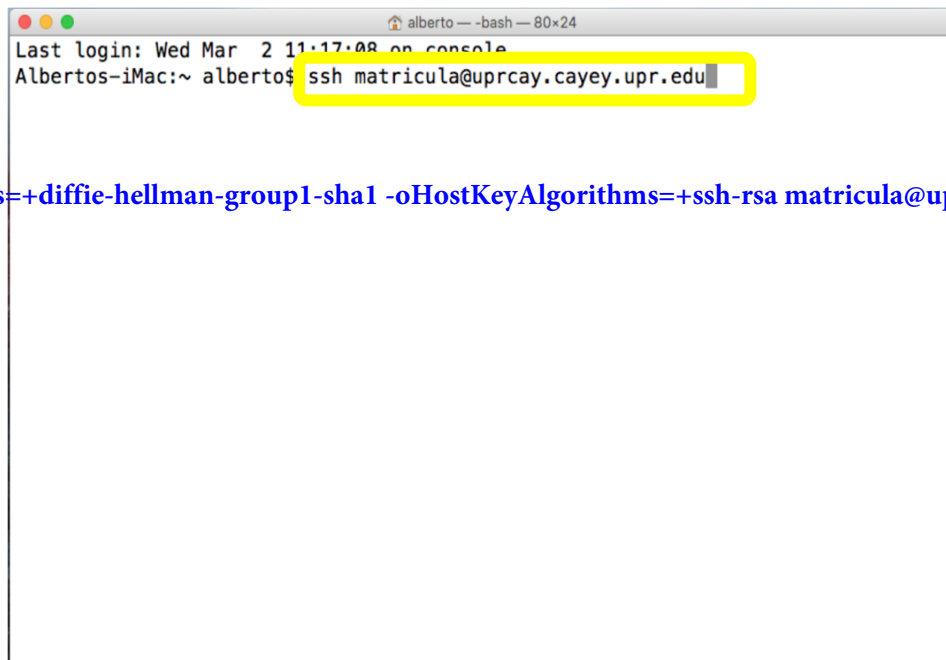 alberto — -bash — 80×24
Last login: Wed Mar  2 11:17:08 on console
Albertos-iMac:~ alberto$ ssh matricula@uprcay.cayey.upr.edu
s=+diffie-hellman-group1-sha1 -oHostKeyAlgorithms=+ssh-rsa matricula@up